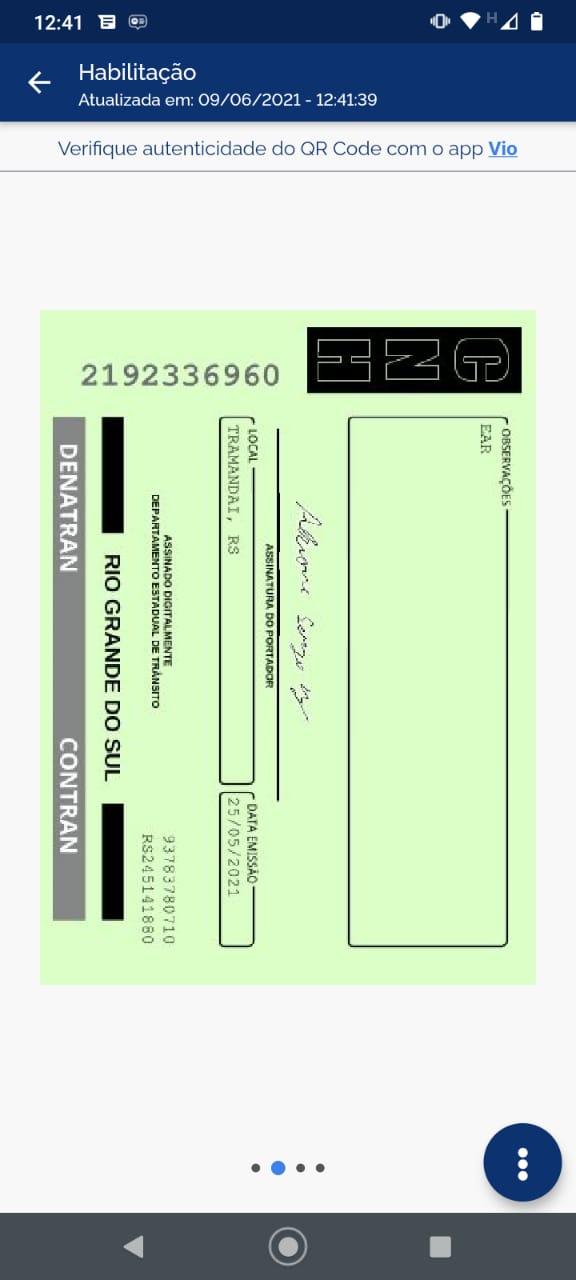 12:41
H
Habilitação
Atualizada em: 09/06/2021 - 12:41:39
Verifique autenticidade do QR Code com o app Vio
CNH
2192336960
OBSERVAÇÕES
EAR
ASSINATURA DO PORTADOR
LOCAL
TRAMANDAI, RS
DATA EMISSÃO
25/05/2021
ASSINADO DIGITALMENTE
DEPARTAMENTO ESTADUAL DE TRÂNSITO
93783780710
RS245141880
RIO GRANDE DO SUL
DENATRAN CONTRAN